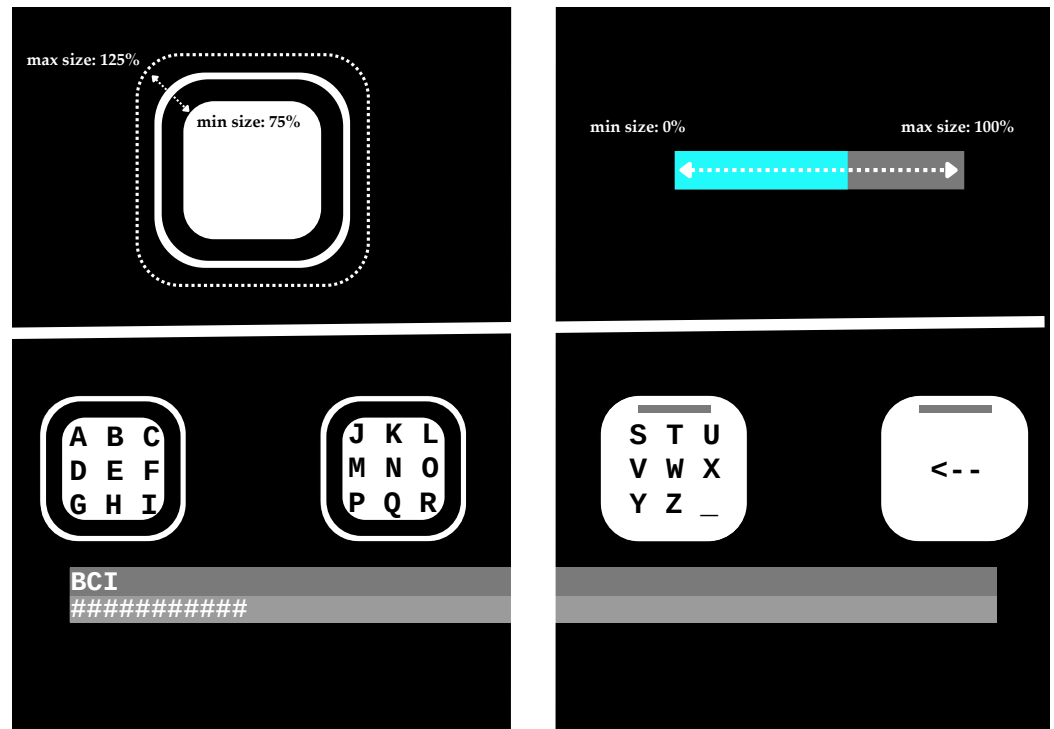 max size: 125%
min size: 75%
min size: 0%
max size: 100%
A B C
D E F
G H I
J K L
M N O
P Q R
S T U
V W X
Y Z _
<--
BCI
###########